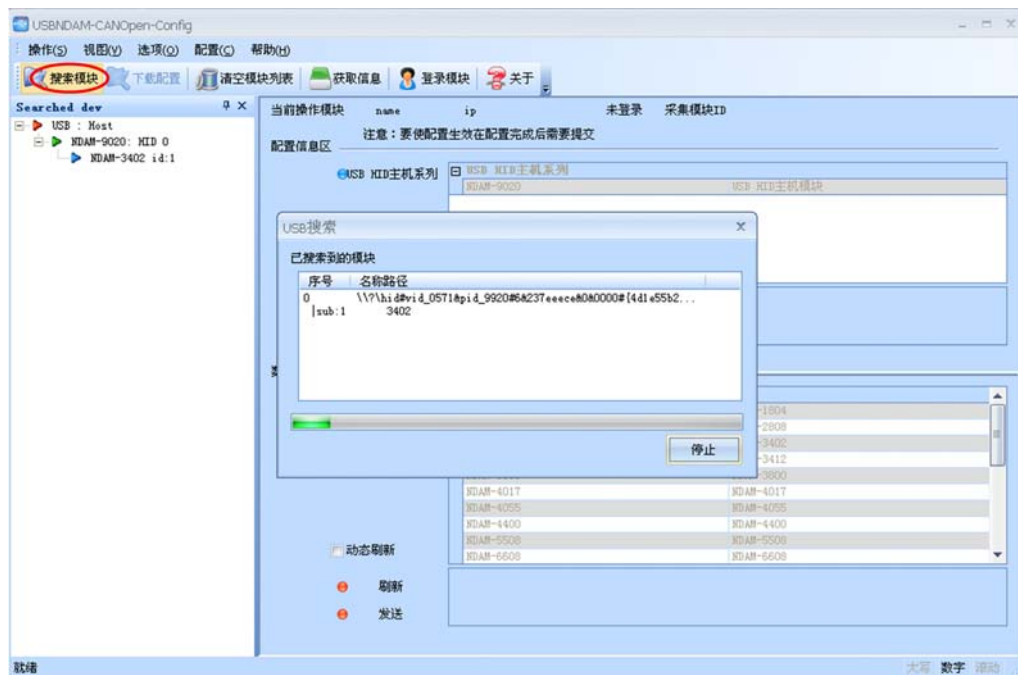 USBNDAM-CANOpen-Config
操作(S) 视图(V) 选项(O) 配置(C) 帮助(H)
搜索模块 下载配置 清空模块列表 获取信息 登录模块 关于
Searched dev
USB : Host
NDAM-9020: HID 0
NDAM-3402 id:1
当前操作模块 name ip 未登录 采集模块ID
注意：要使配置生效在配置完成后需要提交
配置信息区
USB HID主机系列
USB HID主机系列
NDAM-9020 USB HID主机模块
USB搜索
已搜索到的模块
序号 名称路径
0 \\?\hid#vid_0571&pid_9920#6&237eeece&0&0000#{4d1e55b2...
|sub:1 3402
停止
-1804
-2808
-3402
-3412
-3800
NDAM-4017 NDAM-4017
NDAM-4055 NDAM-4055
NDAM-4400 NDAM-4400
NDAM-5508 NDAM-5508
NDAM-6608 NDAM-6608
动态刷新
刷新
发送
就绪
大写 数字 滚动